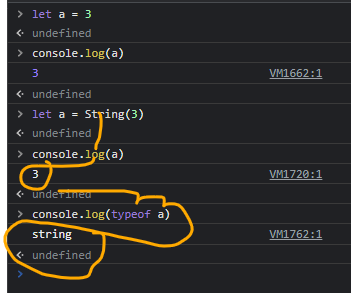 > let a = 3
<· undefined
> console.log(a)
3 VM1662:1
<· undefined
> let a = String(3)
<· undefined
> console.log(a)
3 VM1720:1
<· undefined
> console.log(typeof a)
string VM1762:1
<· undefined
>